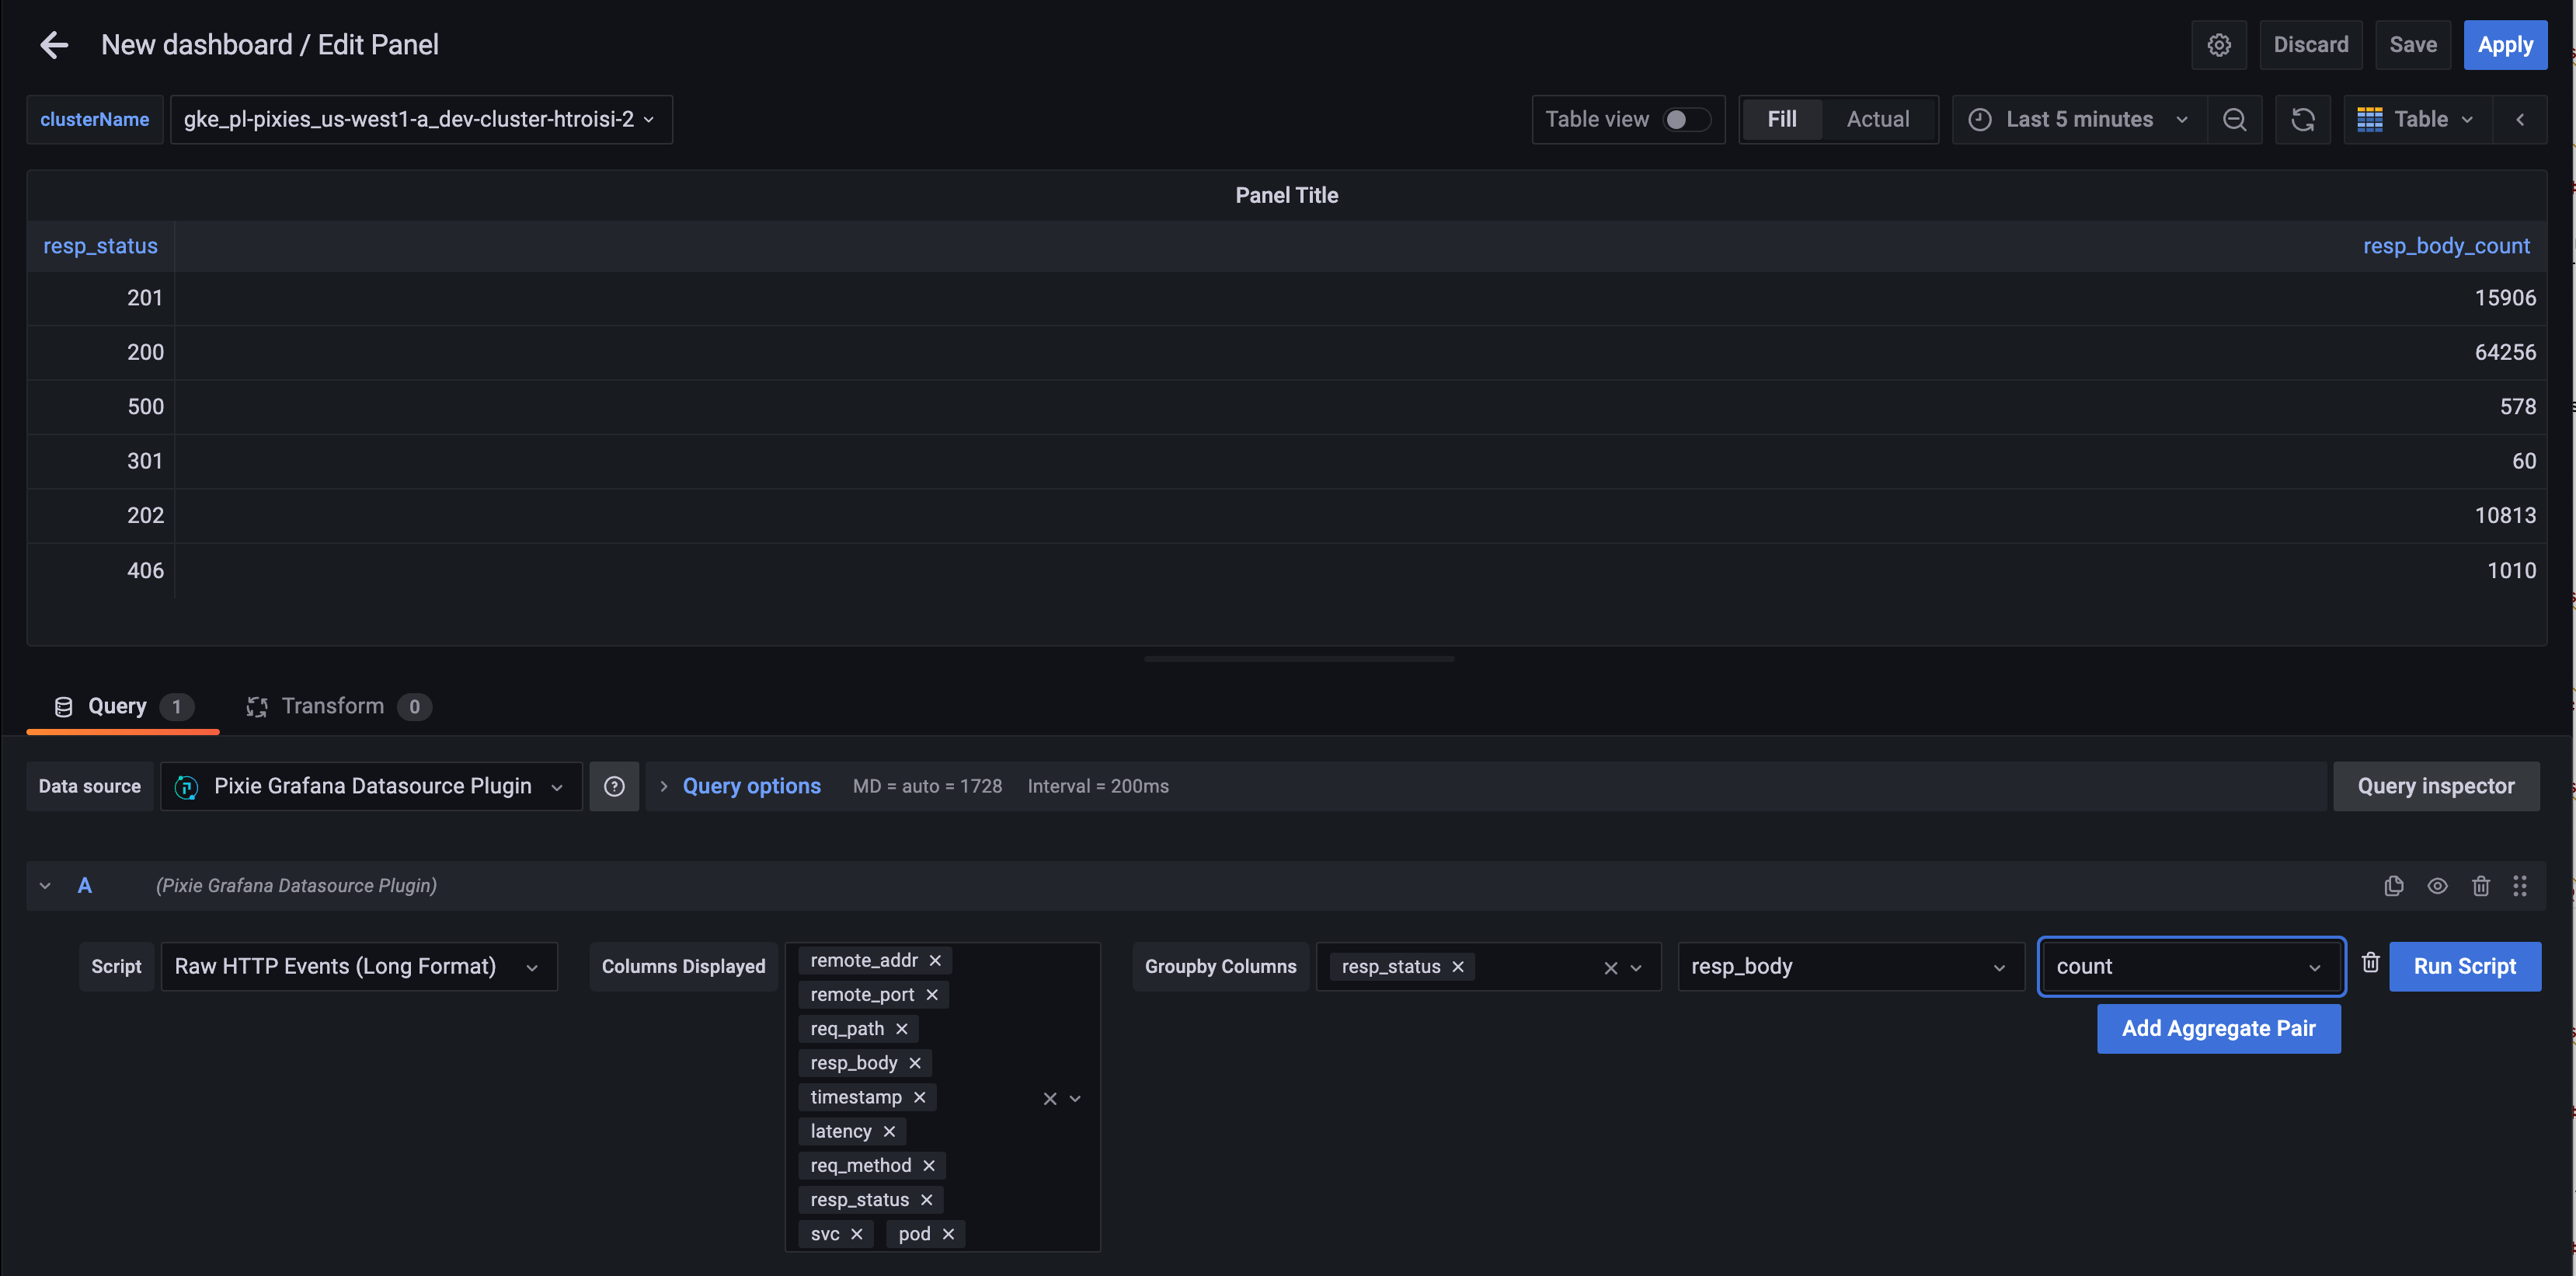 New dashboard / Edit Panel
Discard
Save
Apply
clusterName
gke_pl-pixies_us-west1-a_dev-cluster-htroisi-2
Table view
Fill
Actual
Last 5 minutes
Table
Panel Title
resp_status
resp_body_count
201
15906
200
64256
500
578
301
60
202
10813
406
1010
Query
1
Transform
0
Data source
Pixie Grafana Datasource Plugin
Query options
MD = auto = 1728
Interval = 200ms
Query inspector
A
(Pixie Grafana Datasource Plugin)
Script
Raw HTTP Events (Long Format)
Columns Displayed
remote_addr
remote_port
req_path
resp_body
timestamp
latency
req_method
resp_status
svc
pod
Groupby Columns
resp_status
resp_body
count
Run Script
Add Aggregate Pair